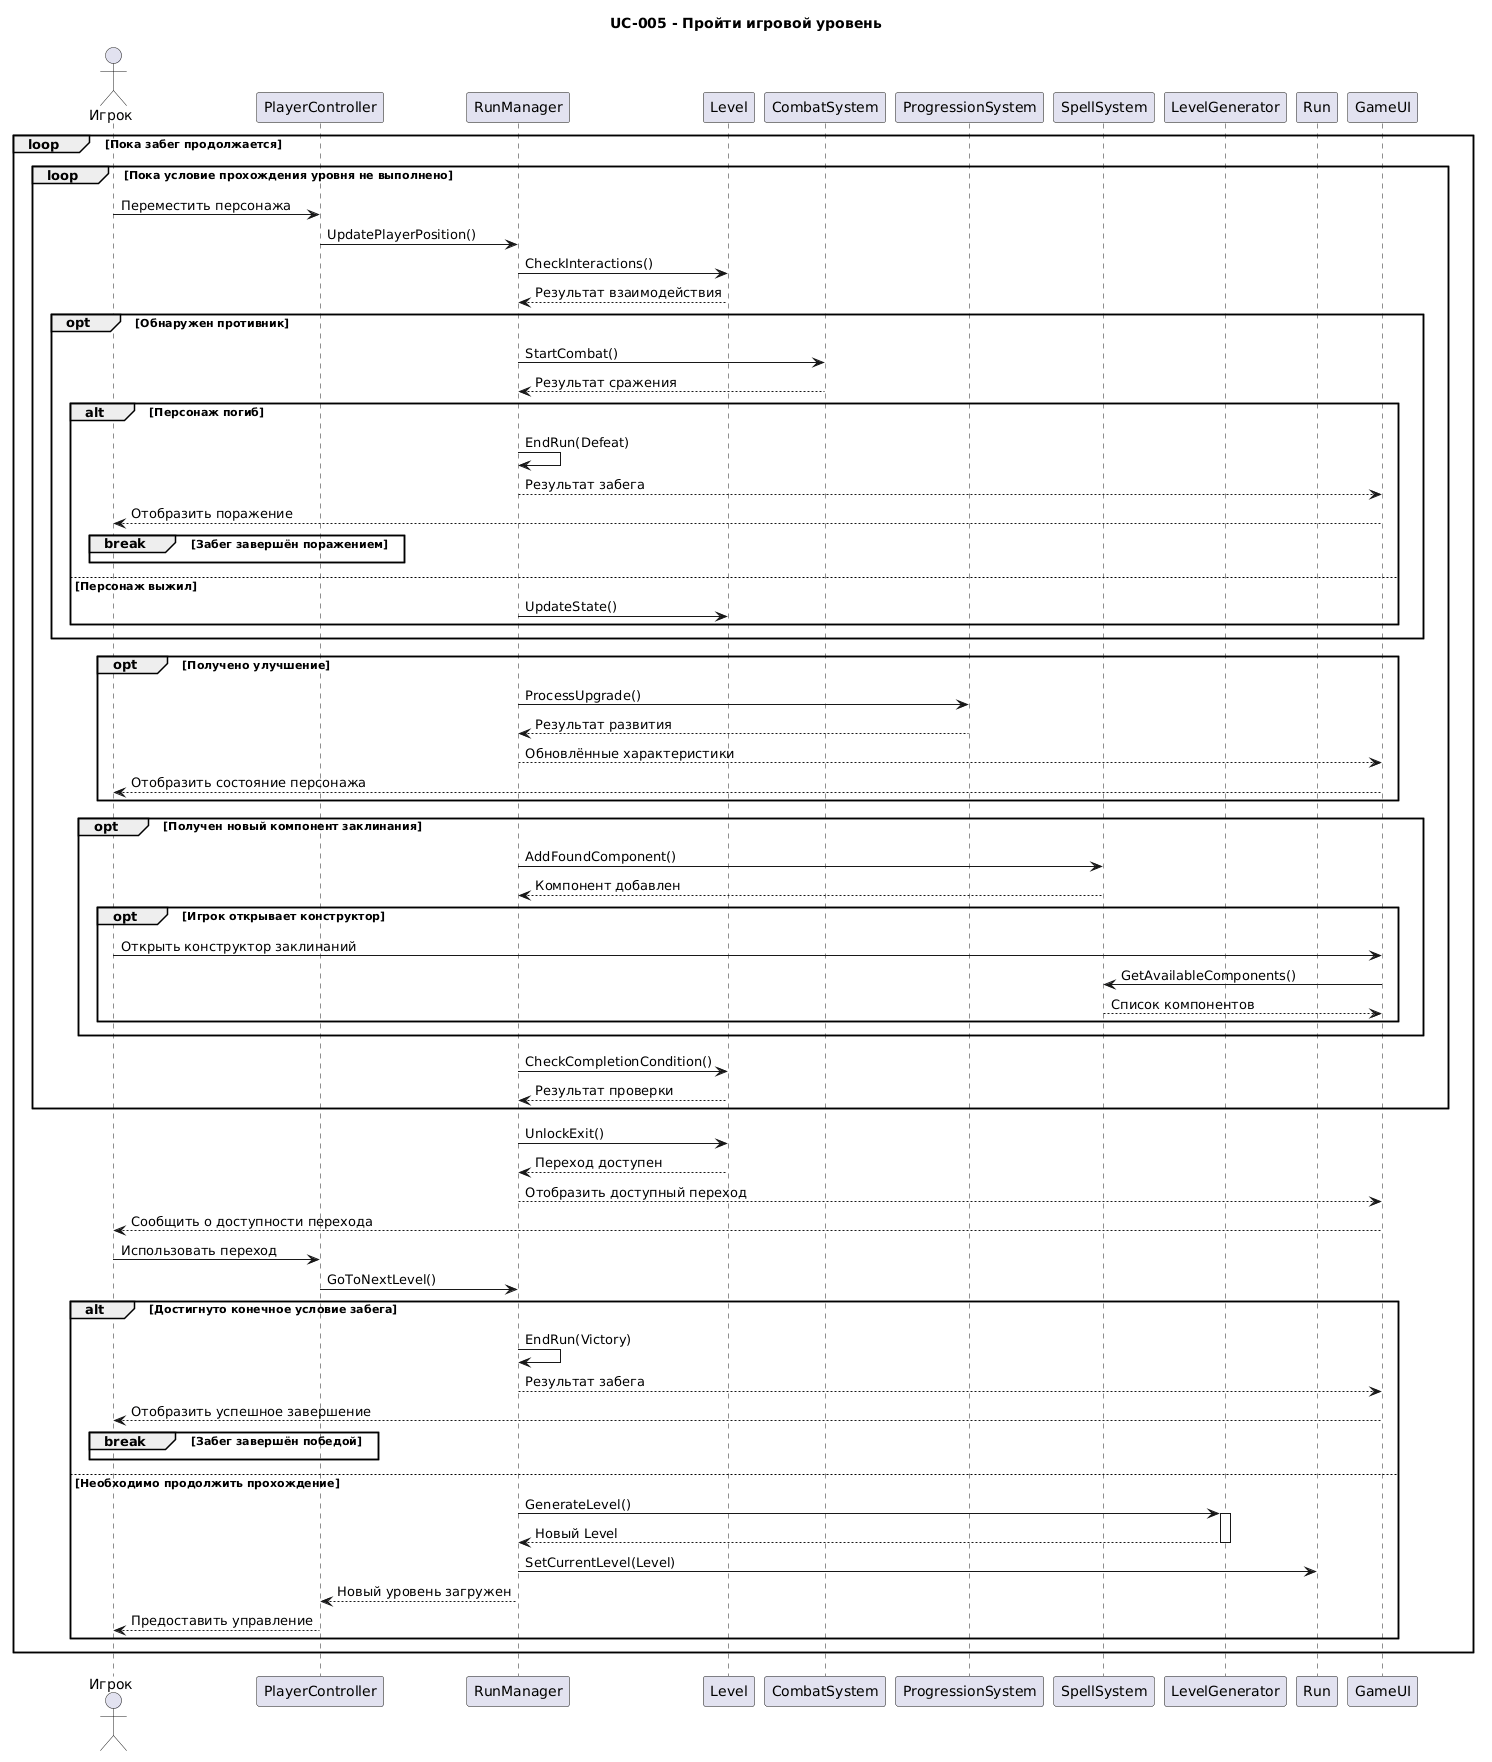 UC-005 - Пройти игровой уровень
Игрок
PlayerController
RunManager
Level
CombatSystem
ProgressionSystem
SpellSystem
LevelGenerator
Run
GameUI
loop [Пока забег продолжается]
loop [Пока условие прохождения уровня не выполнено]
Переместить персонажа
UpdatePlayerPosition()
CheckInteractions()
Результат взаимодействия
opt [Обнаружен противник]
StartCombat()
Результат сражения
alt [Персонаж погиб]
EndRun(Defeat)
Результат забега
Отобразить поражение
break [Забег завершён поражением]
[Персонаж выжил]
UpdateState()
opt [Получено улучшение]
ProcessUpgrade()
Результат развития
Обновлённые характеристики
Отобразить состояние персонажа
opt [Получен новый компонент заклинания]
AddFoundComponent()
Компонент добавлен
opt [Игрок открывает конструктор]
Открыть конструктор заклинаний
GetAvailableComponents()
Список компонентов
CheckCompletionCondition()
Результат проверки
UnlockExit()
Переход доступен
Отобразить доступный переход
Сообщить о доступности перехода
Использовать переход
GoToNextLevel()
alt [Достигнуто конечное условие забега]
EndRun(Victory)
Результат забега
Отобразить успешное завершение
break [Забег завершён победой]
[Необходимо продолжить прохождение]
GenerateLevel()
Новый Level
SetCurrentLevel(Level)
Новый уровень загружен
Предоставить управление
Игрок
PlayerController
RunManager
Level
CombatSystem
ProgressionSystem
SpellSystem
LevelGenerator
Run
GameUI